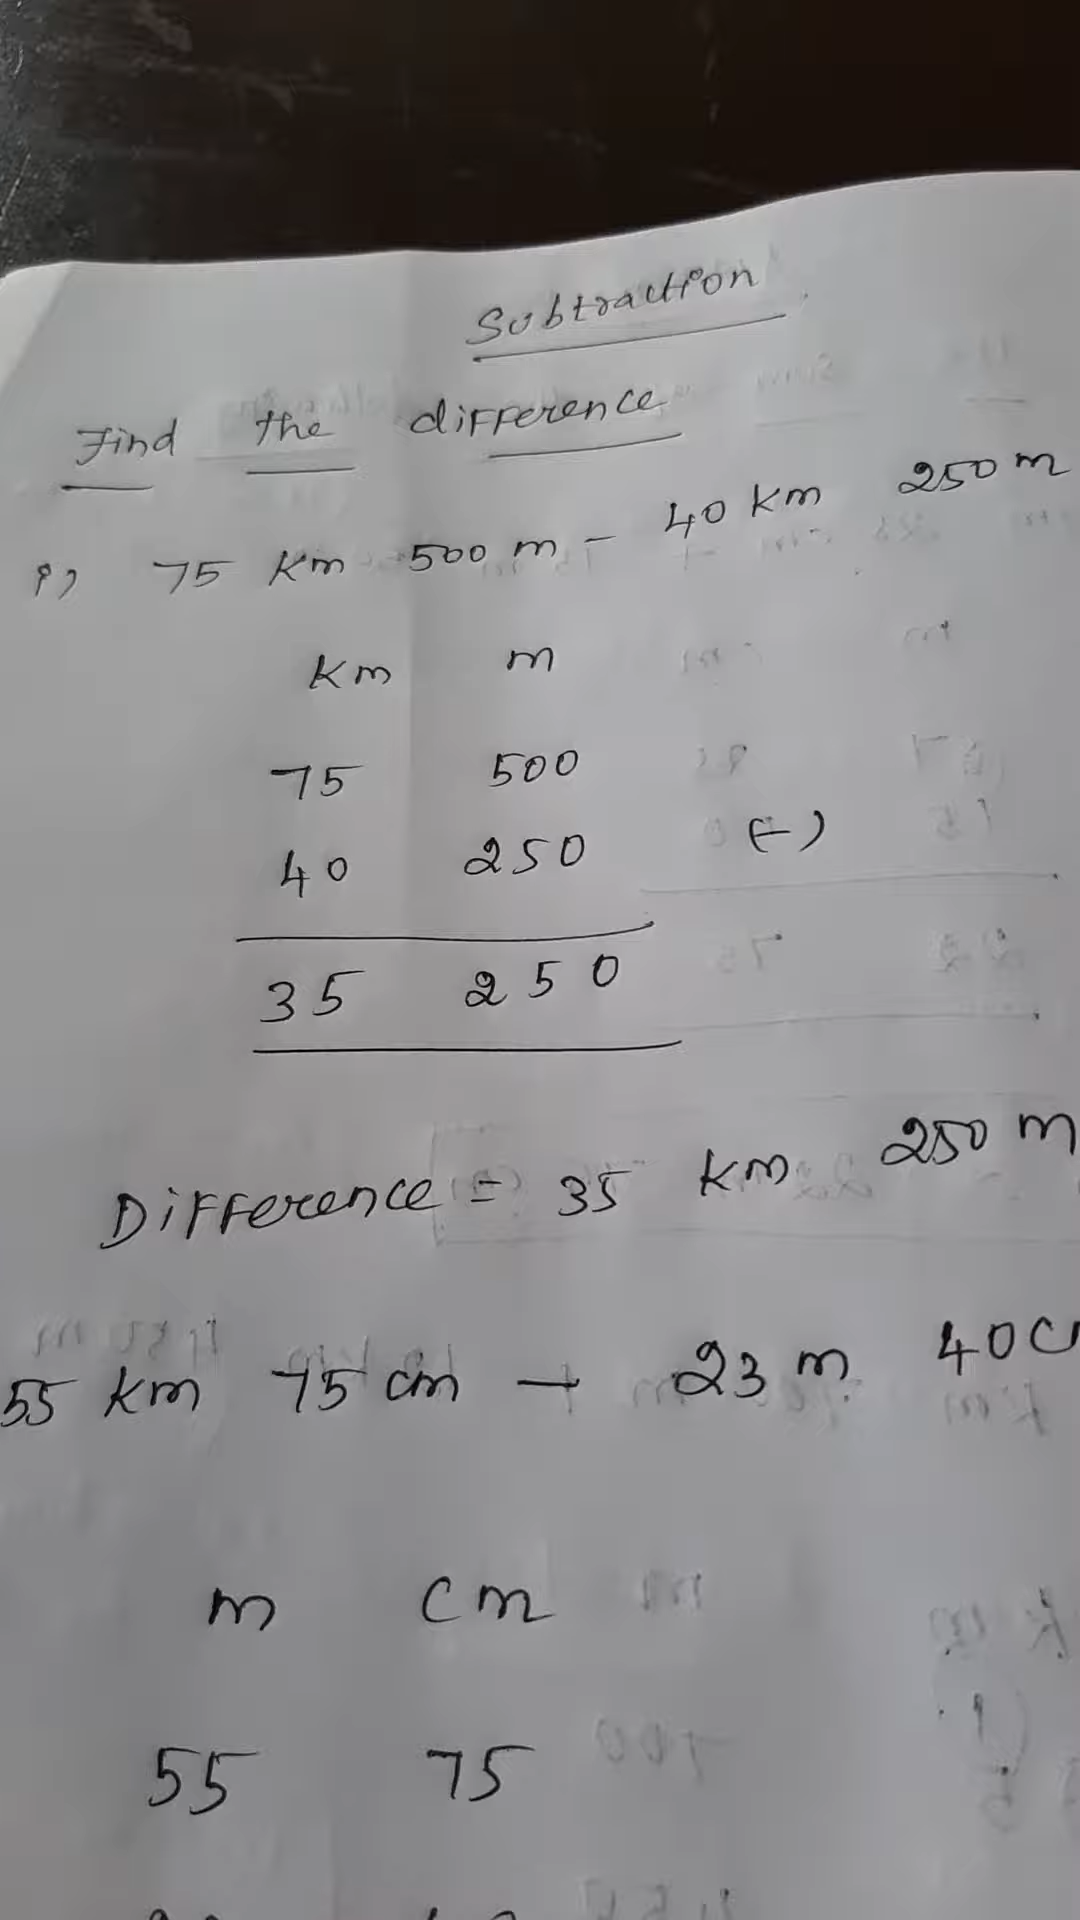 Subtraction
Find the difference
i) 75 Km 500 m - 40 Km 250 m
Km m
75 500
40 250 (-)
35 250
Difference = 35 Km 250 m
55 Km 75 cm - 23 m 40 c
m cm
55 75